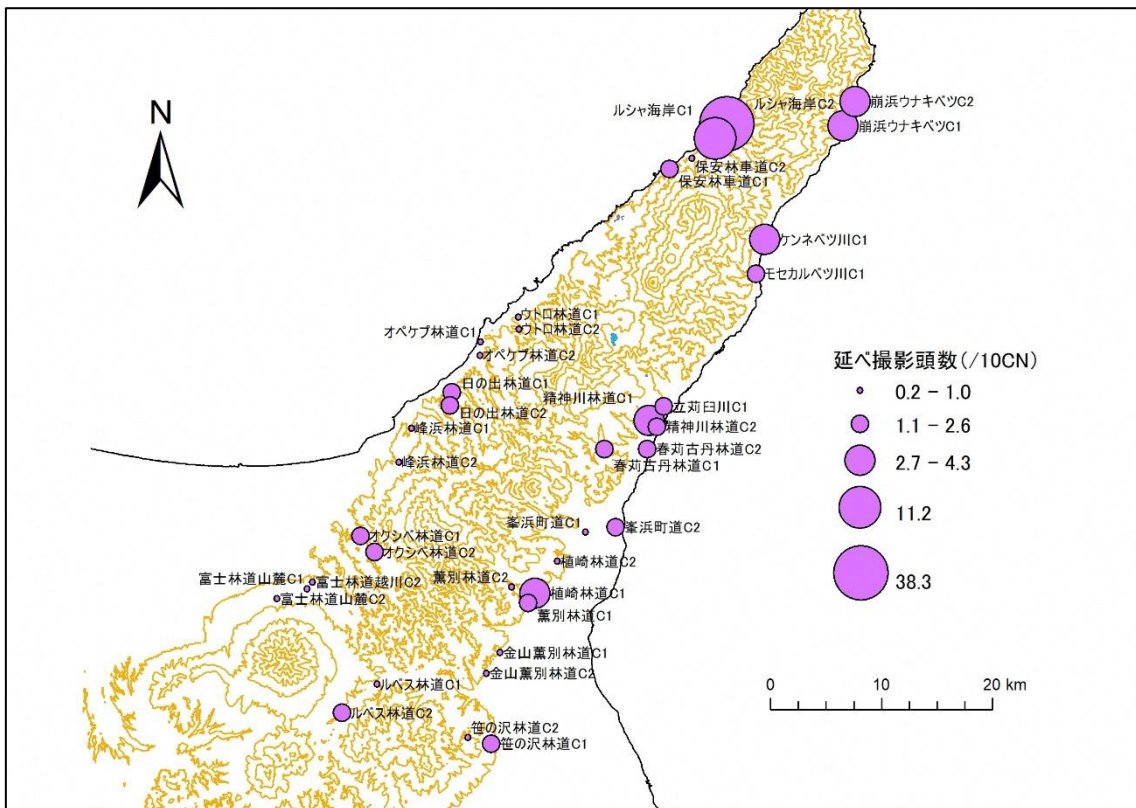 N
ルシャ海岸C1
ルシャ海岸C2
崩浜ウナキベツC2
崩浜ウナキベツC1
保安林車道C2
保安林車道C1
ケンネベツ川C1
モセカルベツ川C1
ウトロ林道C1
ウトロ林道C2
オペケプ林道C1
オペケプ林道C2
日の出林道C1
日の出林道C2
精神川林道C1
立苅臼川C1
精神川林道C2
春苅古丹林道C2
春苅古丹林道C1
峰浜林道C1
峰浜林道C2
峯浜町道C1
峯浜町道C2
オクシベ林道C1
オクシベ林道C2
植崎林道C2
薫別林道C2
植崎林道C1
薫別林道C1
富士林道山麓C1
富士林道越川C2
富士林道山麓C2
金山薫別林道C1
金山薫別林道C2
ルベス林道C1
ルベス林道C2
笹の沢林道C2
笹の沢林道C1
延べ撮影頭数(/10CN)
0.2 − 1.0
1.1 − 2.6
2.7 − 4.3
11.2
38.3
0 10 20 km